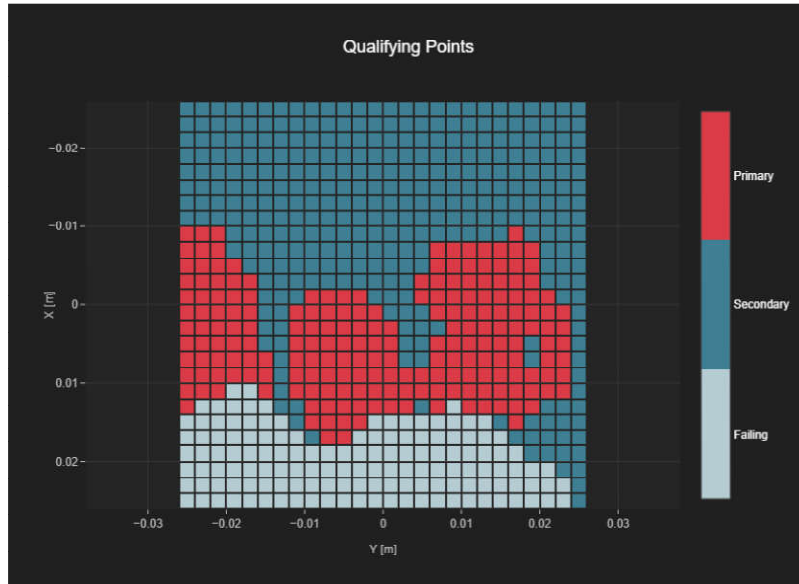 Qualifying Points
Primary
Secondary
Failing
−0.02
−0.01
0
0.01
0.02
X [m]
−0.03
−0.02
−0.01
0
0.01
0.02
0.03
Y [m]